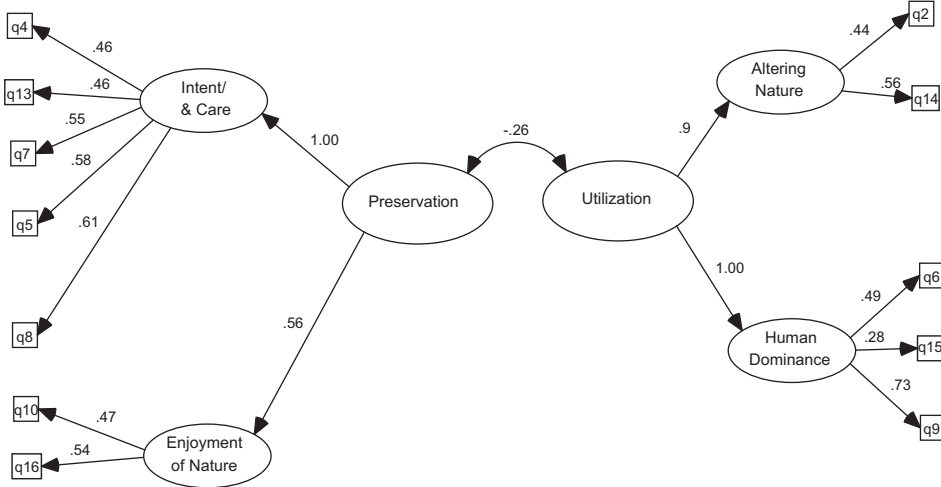 q4
.46
q13
.46
q7
.55
q5
.58
q8
.61
Intent/
& Care
1.00
Preservation
.56
Enjoyment
of Nature
q10
.47
q16
.54
-.26
Utilization
.9
Altering
Nature
q2
.44
q14
.56
1.00
Human
Dominance
q6
.49
q15
.28
q9
.73